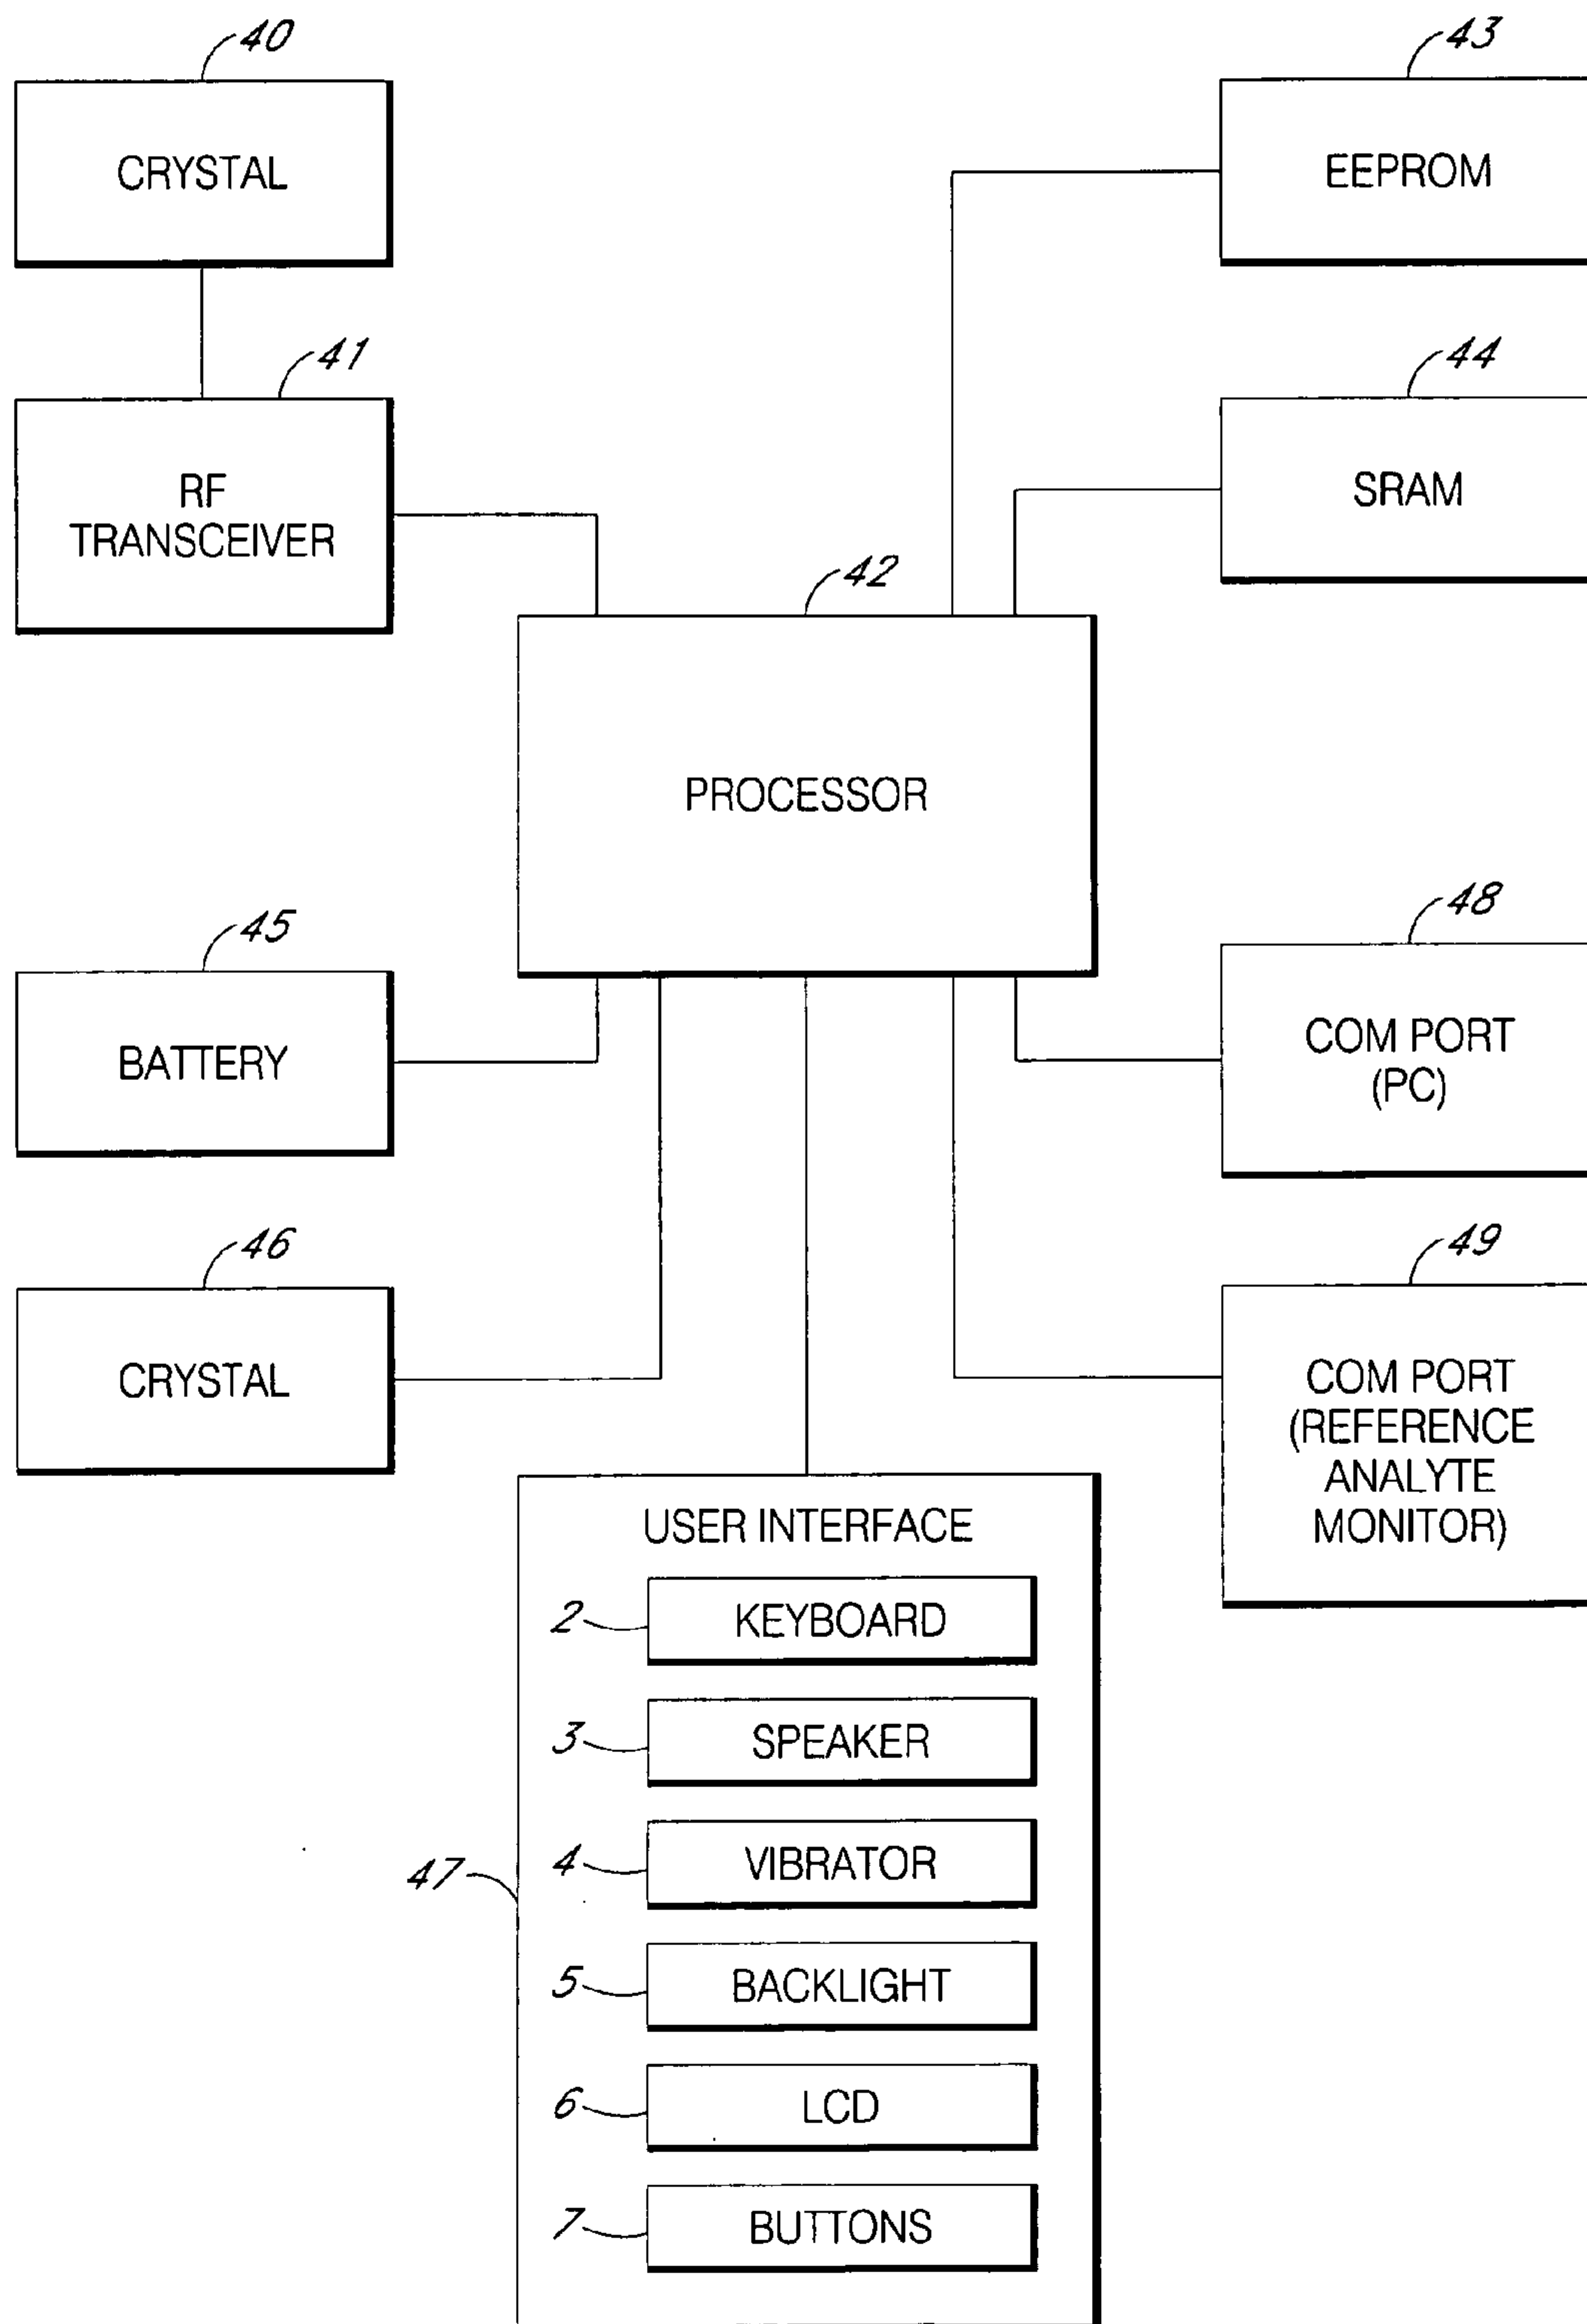 40
CRYSTAL
43
EEPROM
41
RF
TRANSCEIVER
44
SRAM
42
PROCESSOR
45
BATTERY
48
COM PORT
(PC)
46
CRYSTAL
49
COM PORT
(REFERENCE
ANALYTE
MONITOR)
47
USER INTERFACE
2
KEYBOARD
3
SPEAKER
4
VIBRATOR
5
BACKLIGHT
6
LCD
7
BUTTONS